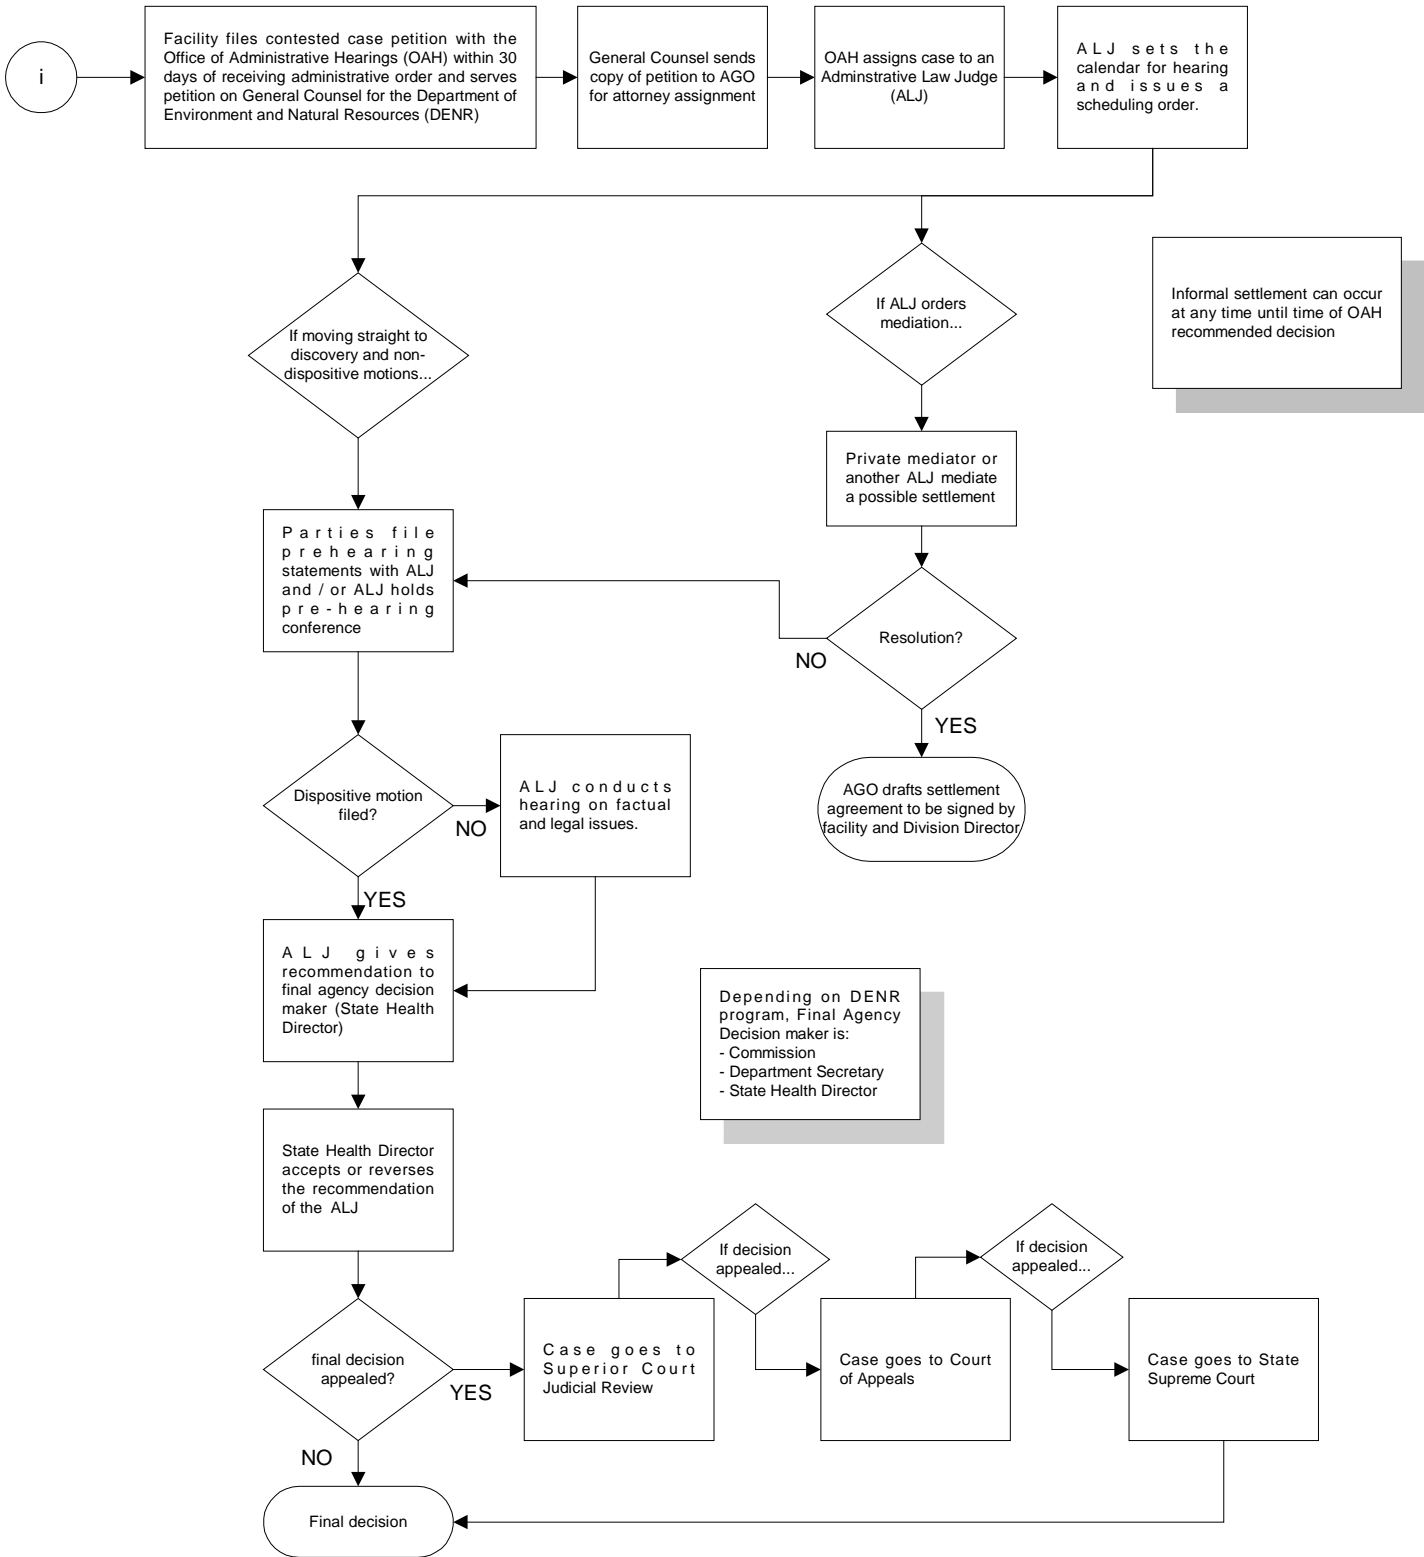 i
Facility files contested case petition with the
Office of Administrative Hearings (OAH) within 30
days of receiving administrative order and serves
petition on General Counsel for the Department of
Environment and Natural Resources (DENR)
General Counsel sends
copy of petition to AGO
for attorney assignment
OAH assigns case to an
Adminstrative Law Judge
(ALJ)
ALJ sets the
calendar for hearing
and issues a
scheduling order.
If moving straight to
discovery and non-
dispositive motions...
If ALJ orders
mediation...
Informal settlement can occur
at any time until time of OAH
recommended decision
Private mediator or
another ALJ mediate
a possible settlement
Parties file
prehearing
statements with ALJ
and / or ALJ holds
pre-hearing
conference
Resolution?
NO
YES
AGO drafts settlement
agreement to be signed by
facility and Division Director
Dispositive motion
filed?
NO
YES
ALJ conducts
hearing on factual
and legal issues.
ALJ gives
recommendation to
final agency decision
maker (State Health
Director)
Depending on DENR
program, Final Agency
Decision maker is:
- Commission
- Department Secretary
- State Health Director
State Health Director
accepts or reverses
the recommendation
of the ALJ
final decision
appealed?
YES
NO
Case goes to
Superior Court
Judicial Review
If decision
appealed...
Case goes to Court
of Appeals
If decision
appealed...
Case goes to State
Supreme Court
Final decision